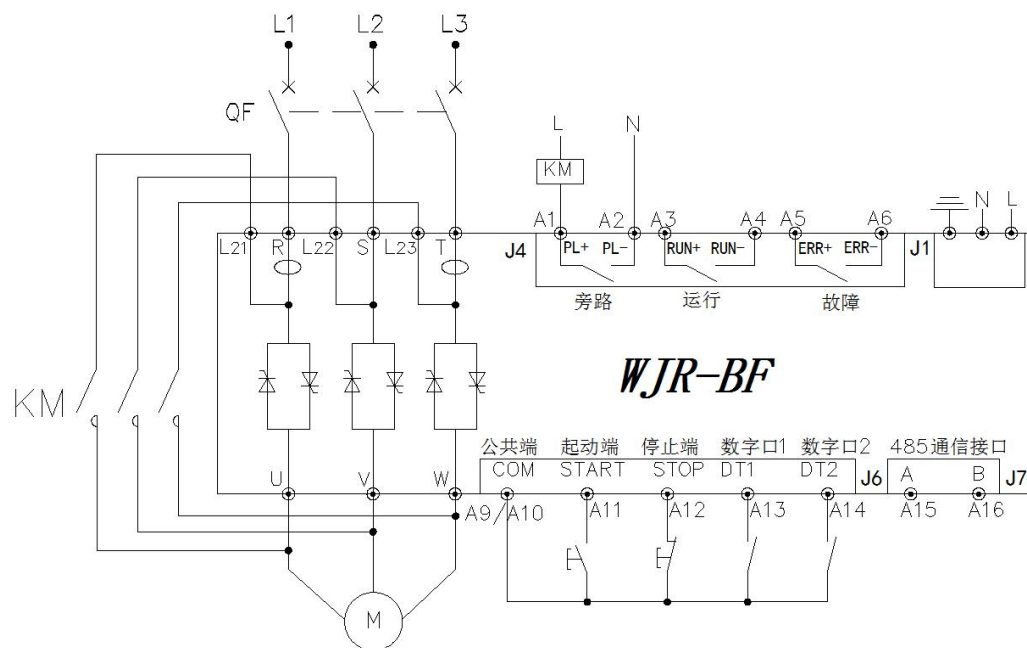 L1 L2 L3
QF
L N
KM
A1 A2 A3 A4 A5 A6 N L
L21 R L22 S L23 T J4 PL+ PL- RUN+ RUN- ERR+ ERR- J1
旁路 运行 故障
WJR-BF
KM
公共端 起动端 停止端 数字口1 数字口2 485通信接口
COM START STOP DT1 DT2 J6 A B J7
U V W
A9/A10 A11 A12 A13 A14 A15 A16
M